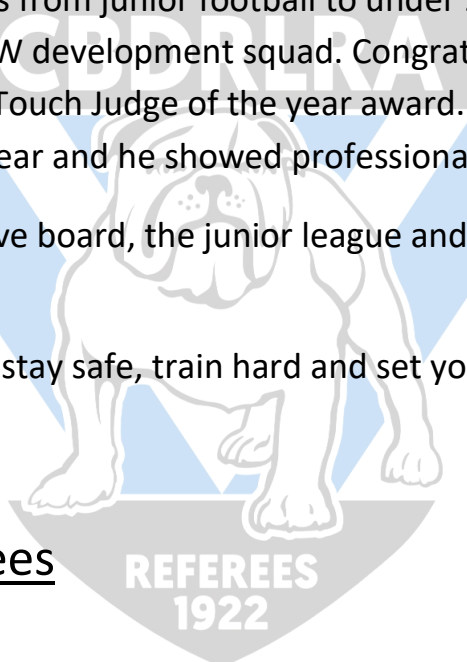 CBDRLRA
s from junior football to under
W development squad. Congrat
Touch Judge of the year award.
ear and he showed professiona
ve board, the junior league and
stay safe, train hard and set yo
ees
REFEREES
1922